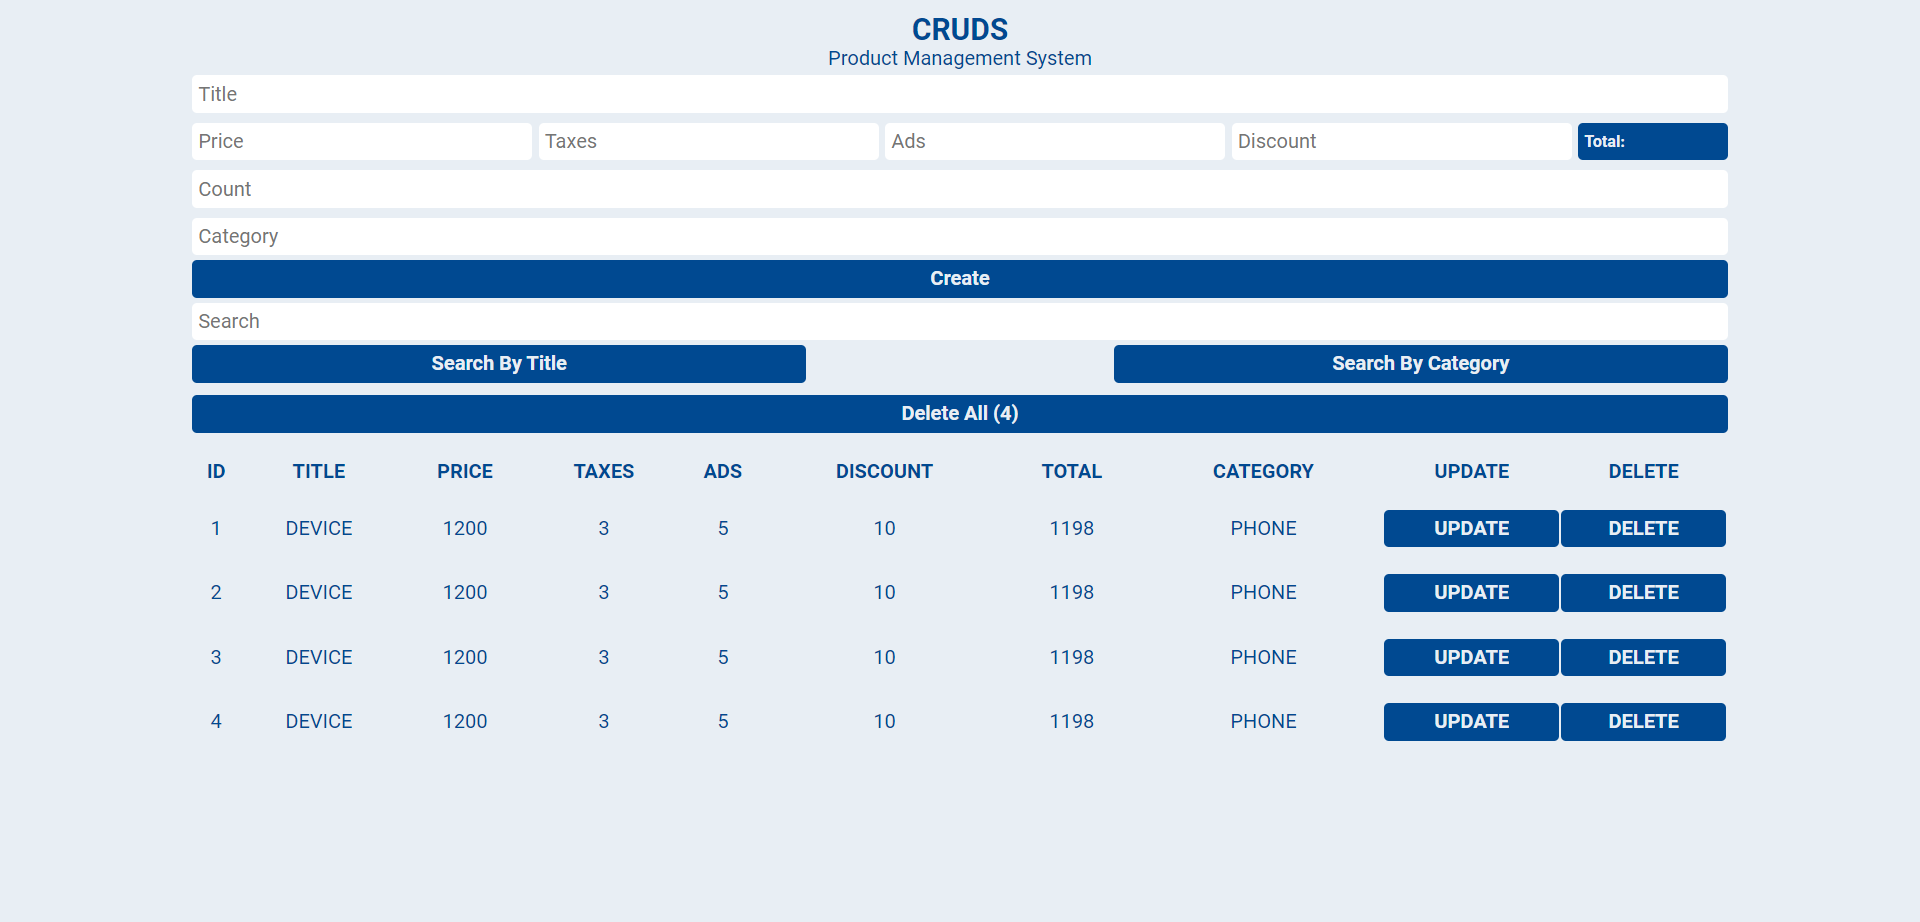 CRUDS
Product Management System
Title
Price Taxes Ads Discount Total:
Count
Category
Create
Search
Search By Title Search By Category
Delete All (4)
ID TITLE PRICE TAXES ADS DISCOUNT TOTAL CATEGORY UPDATE DELETE
1 DEVICE 1200 3 5 10 1198 PHONE UPDATE DELETE
2 DEVICE 1200 3 5 10 1198 PHONE UPDATE DELETE
3 DEVICE 1200 3 5 10 1198 PHONE UPDATE DELETE
4 DEVICE 1200 3 5 10 1198 PHONE UPDATE DELETE